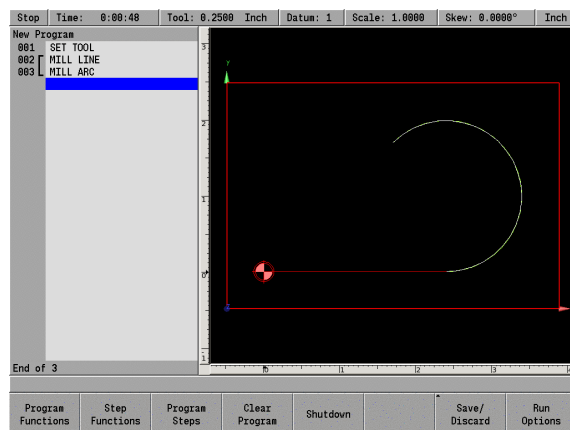 Stop Time: 0:00:48 Tool: 0.2500 Inch Datum: 1 Scale: 1.0000 Skew: 0.0000° Inch
New Program
001 SET TOOL
002 MILL LINE
003 MILL ARC
3
Y
2
1
0
1
End of 3
0 1 2 3
Program Functions
Step Functions
Program Steps
Clear Program
Shutdown
Save/ Discard
Run Options